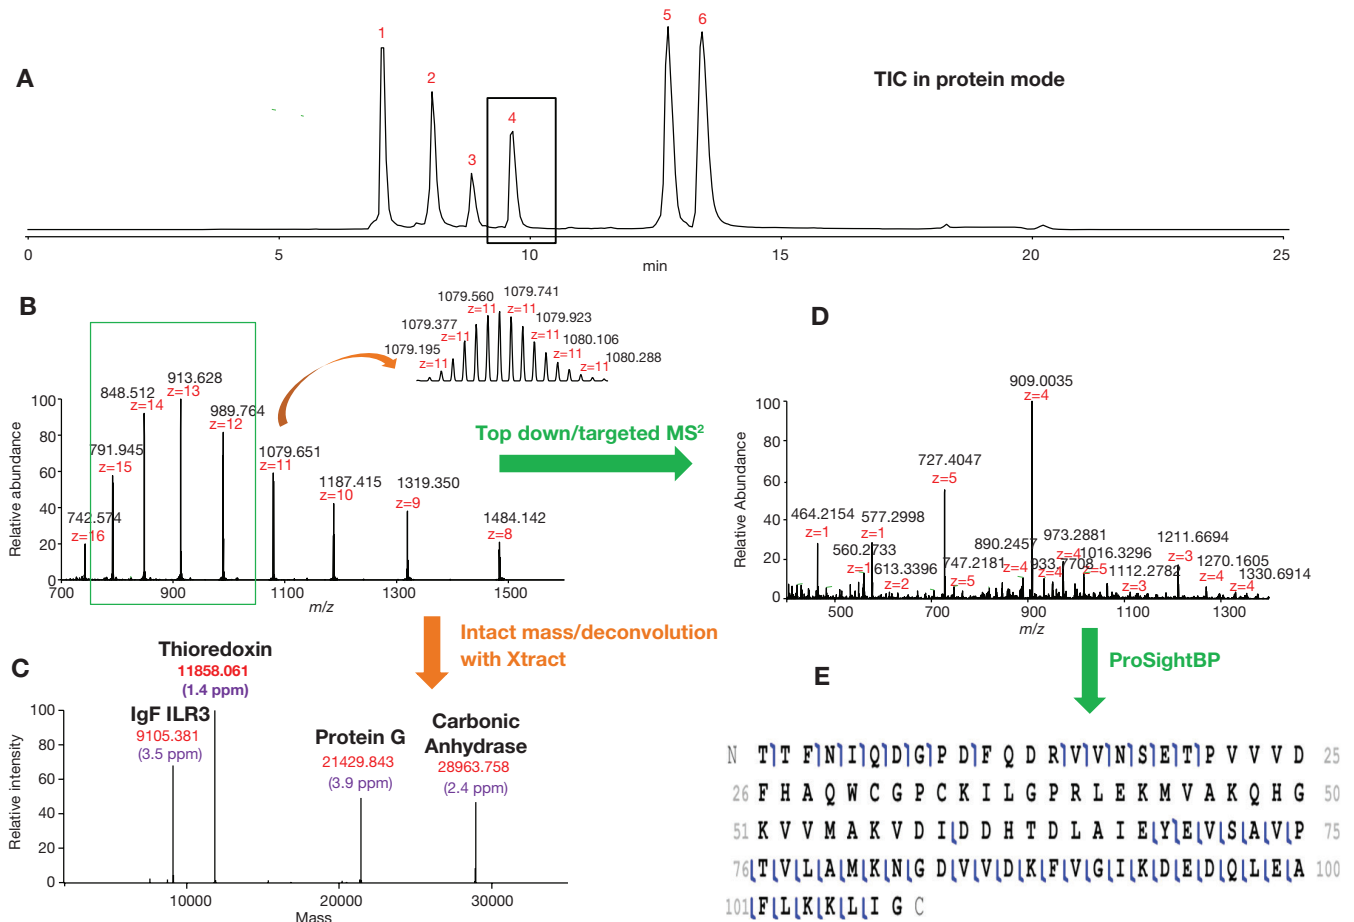 A
TIC in protein mode
1
2
3
4
5
6
0
5
10
15
20
25
min
B
1079.560
1079.741
z=11
z=11
1079.377
1079.923
z=11
z=11
1079.195
1080.106
z=11
z=11
1080.288
z=11
Relative abundance
100
80
60
40
20
0
742.574
z=16
791.945
z=15
848.512
z=14
913.628
z=13
989.764
z=12
1079.651
z=11
1187.415
z=10
1319.350
z=9
1484.142
z=8
700
900
1100
1300
1500
m/z
Top down/targeted MS²
Intact mass/deconvolution
with Xtract
C
Relative intensity
100
80
60
40
20
0
IgF ILR3
9105.381
(3.5 ppm)
Thioredoxin
11858.061
(1.4 ppm)
Protein G
21429.843
(3.9 ppm)
Carbonic
Anhydrase
28963.758
(2.4 ppm)
10000
20000
30000
Mass
D
Relative Abundance
100
80
60
40
20
0
464.2154
z=1
560.2733
z=1
577.2998
z=1
613.3396
z=2
727.4047
z=5
747.2181
z=5
890.2457
z=4
909.0035
z=4
933.7708
z=4
973.2881
z=4
1016.3296
z=5
1112.2782
z=3
1211.6694
z=3
1270.1605
z=4
1330.6914
z=4
500
700
900
1100
1300
m/z
ProSightBP
E
N T T F N I Q D G P D F Q D R V V N S E T P V V V D 25
26 F H A Q W C G P C K I L G P R L E K M V A K Q H G 50
51 K V V M A K V D I D D H T D L A I E Y E V S A V P 75
76 T V L A M K N G D V V D K F V G I K D E D Q L E A 100
101 F L K K L I G C